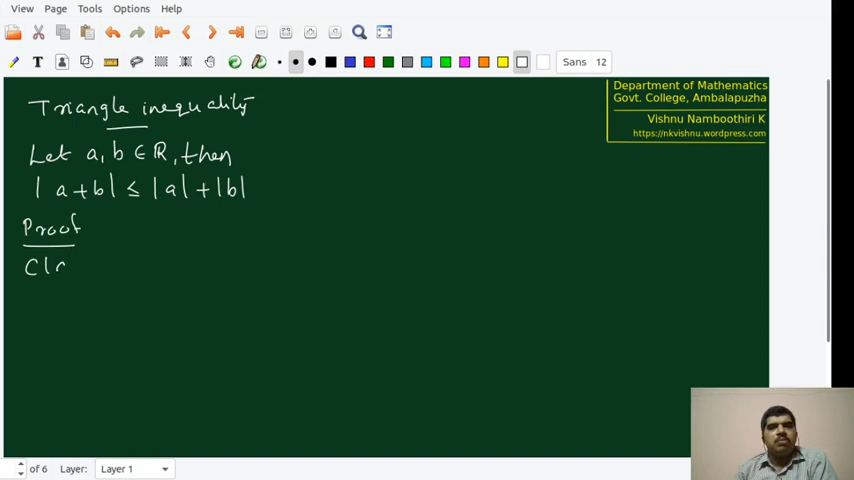 View Page Tools Options Help
Sans 12
Department of Mathematics
Govt. College, Ambalapuzha
Vishnu Namboothiri K
https://nkvishnu.wordpress.com
Triangle inequality
Let a, b ∈ ℝ, then
|a+b| ≤ |a|+|b|
Proof
of 6 Layer: Layer 1